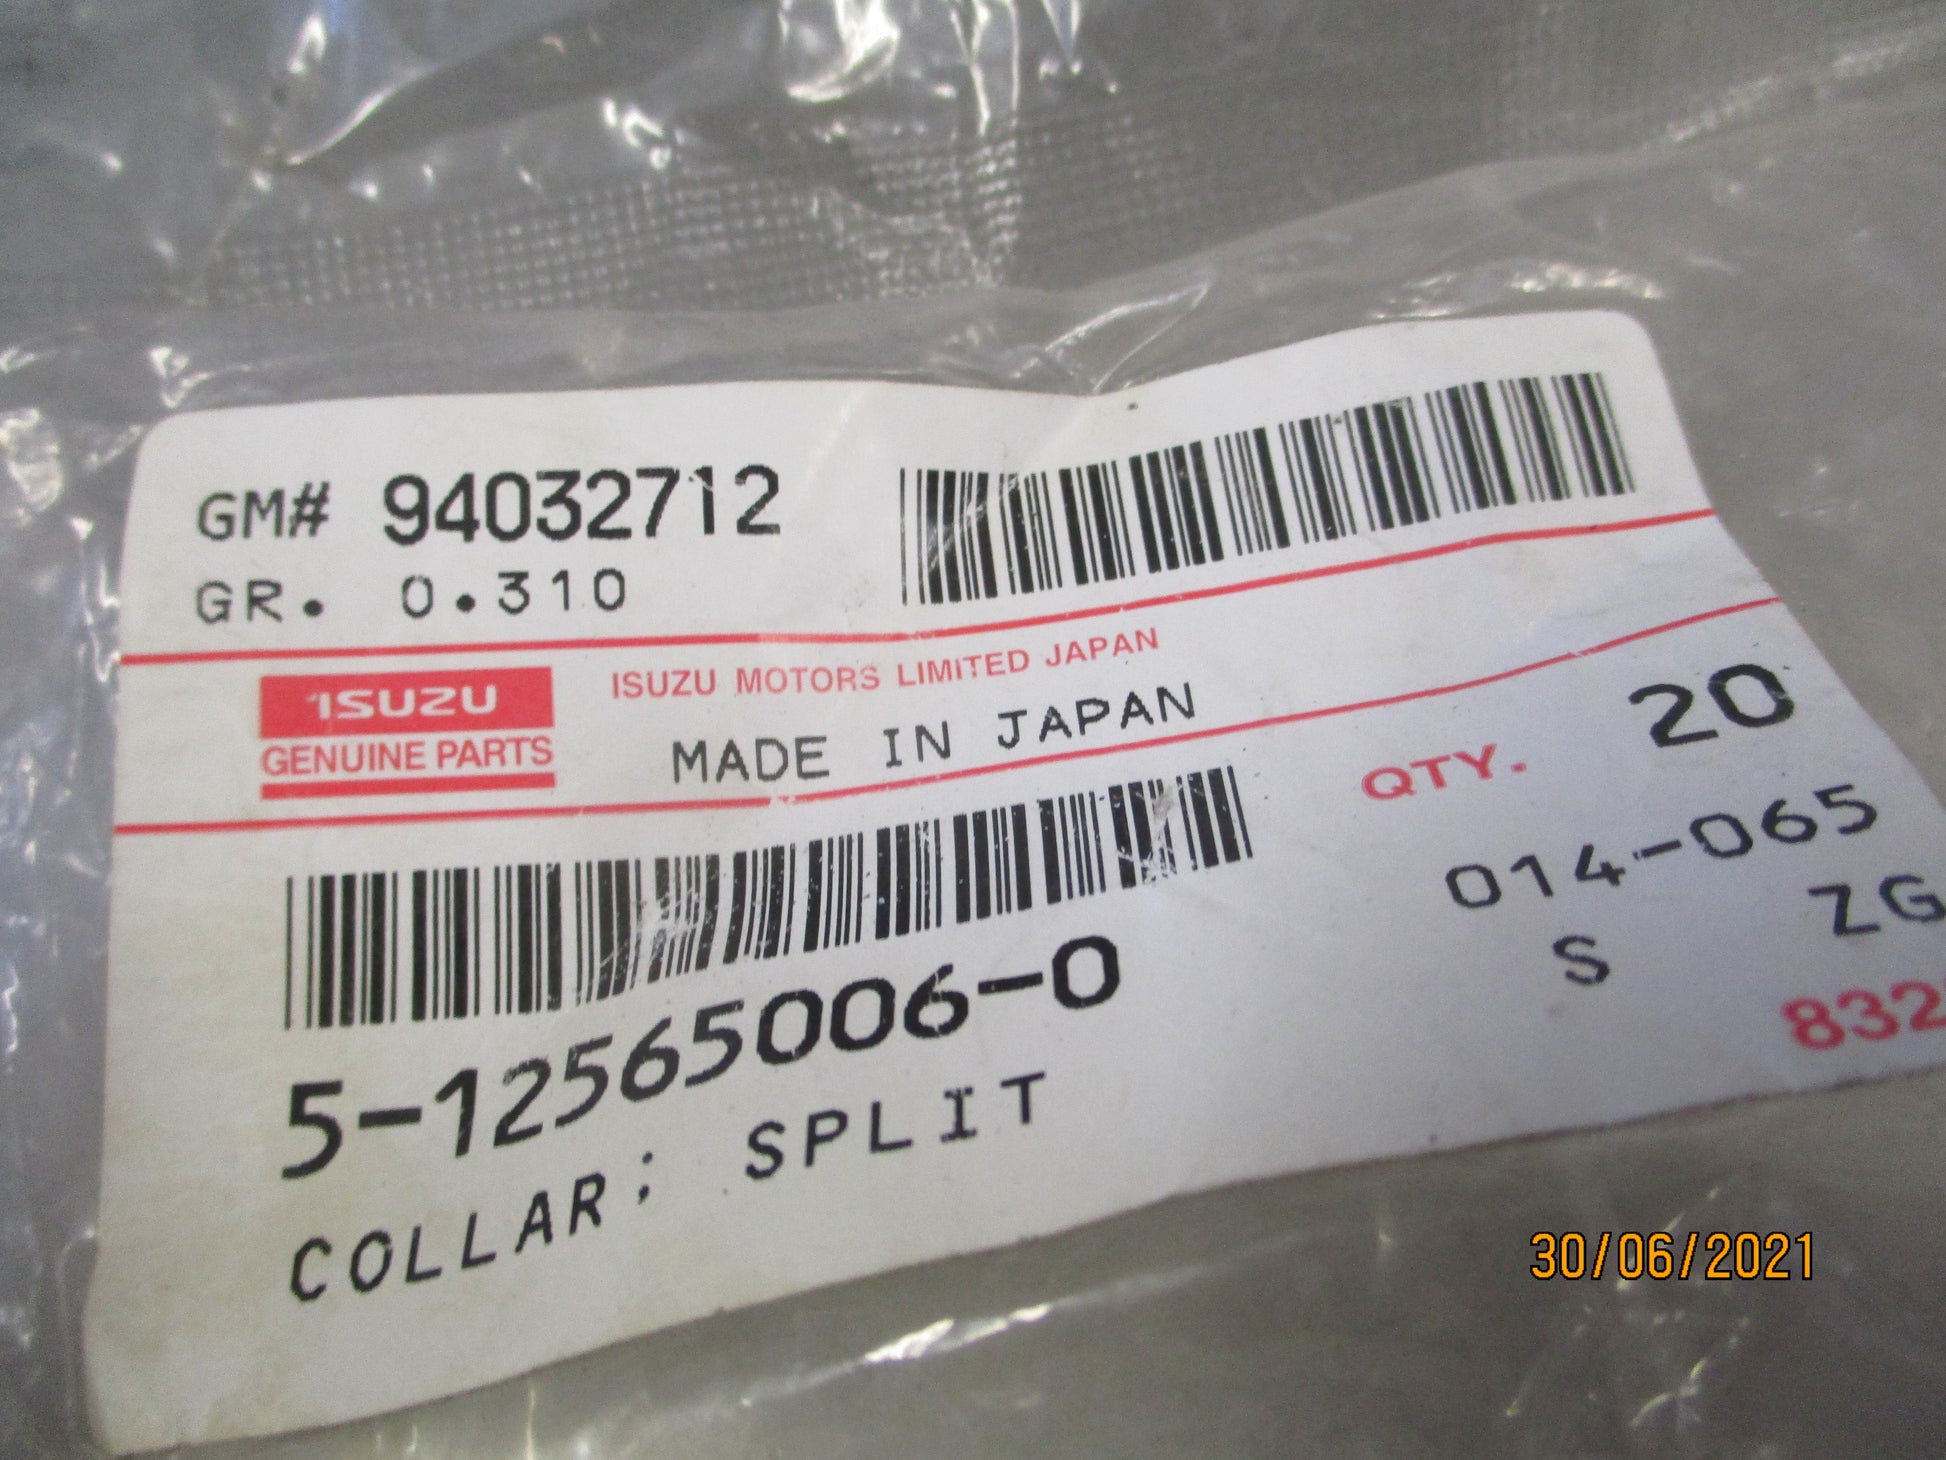 GM# 94032712
GR. 0.310
ISUZU
GENUINE PARTS
ISUZU MOTORS LIMITED JAPAN
MADE IN JAPAN
QTY. 20
014-065
S ZG
832
5-12565006-0
COLLAR; SPLIT
30/06/2021